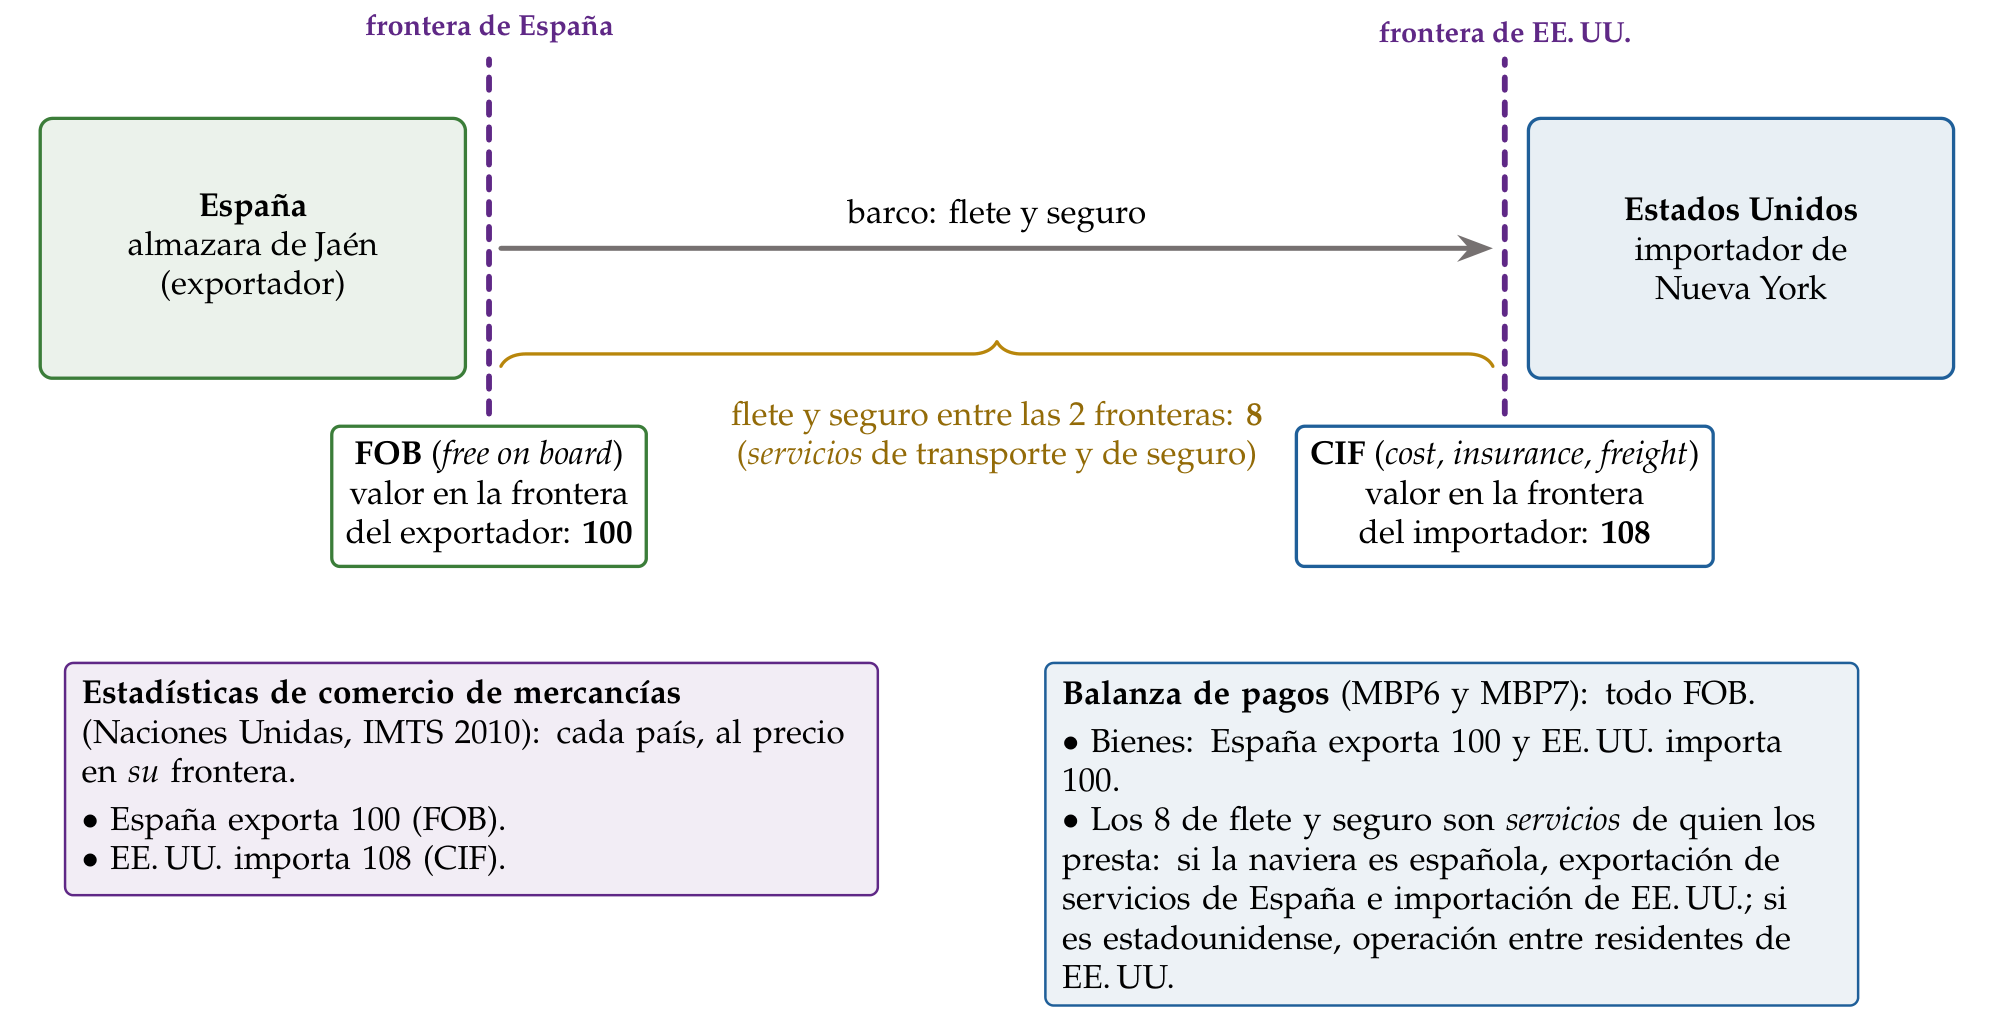 frontera de España
frontera de EE. UU.
España
almazara de Jaén
(exportador)
barco: flete y seguro
Estados Unidos
importador de
Nueva York
flete y seguro entre las 2 fronteras: 8
(servicios de transporte y de seguro)
FOB (free on board)
valor en la frontera
del exportador: 100
CIF (cost, insurance, freight)
valor en la frontera
del importador: 108
Estadísticas de comercio de mercancías
(Naciones Unidas, IMTS 2010): cada país, al precio
en su frontera.
• España exporta 100 (FOB).
• EE. UU. importa 108 (CIF).
Balanza de pagos (MBP6 y MBP7): todo FOB.
• Bienes: España exporta 100 y EE. UU. importa
100.
• Los 8 de flete y seguro son servicios de quien los
presta: si la naviera es española, exportación de
servicios de España e importación de EE. UU.; si
es estadounidense, operación entre residentes de
EE. UU.